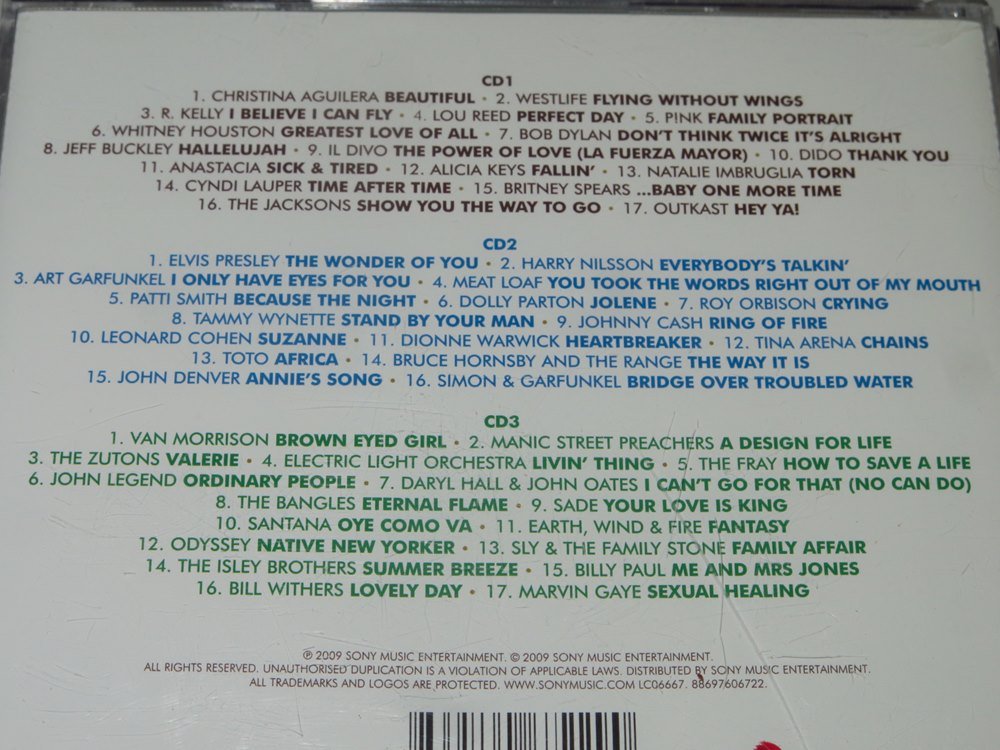 CD1
1. CHRISTINA AGUILERA BEAUTIFUL • 2. WESTLIFE FLYING WITHOUT WINGS
3. R. KELLY I BELIEVE I CAN FLY • 4. LOU REED PERFECT DAY • 5. P!NK FAMILY PORTRAIT
6. WHITNEY HOUSTON GREATEST LOVE OF ALL • 7. BOB DYLAN DON'T THINK TWICE IT'S ALRIGHT
8. JEFF BUCKLEY HALLELUJAH • 9. IL DIVO THE POWER OF LOVE (LA FUERZA MAYOR) • 10. DIDO THANK YOU
11. ANASTACIA SICK & TIRED • 12. ALICIA KEYS FALLIN' • 13. NATALIE IMBRUGLIA TORN
14. CYNDI LAUPER TIME AFTER TIME • 15. BRITNEY SPEARS ...BABY ONE MORE TIME
16. THE JACKSONS SHOW YOU THE WAY TO GO • 17. OUTKAST HEY YA!
CD2
1. ELVIS PRESLEY THE WONDER OF YOU • 2. HARRY NILSSON EVERYBODY'S TALKIN'
3. ART GARFUNKEL I ONLY HAVE EYES FOR YOU • 4. MEAT LOAF YOU TOOK THE WORDS RIGHT OUT OF MY MOUTH
5. PATTI SMITH BECAUSE THE NIGHT • 6. DOLLY PARTON JOLENE • 7. ROY ORBISON CRYING
8. TAMMY WYNETTE STAND BY YOUR MAN • 9. JOHNNY CASH RING OF FIRE
10. LEONARD COHEN SUZANNE • 11. DIONNE WARWICK HEARTBREAKER • 12. TINA ARENA CHAINS
13. TOTO AFRICA • 14. BRUCE HORNSBY AND THE RANGE THE WAY IT IS
15. JOHN DENVER ANNIE'S SONG • 16. SIMON & GARFUNKEL BRIDGE OVER TROUBLED WATER
CD3
1. VAN MORRISON BROWN EYED GIRL • 2. MANIC STREET PREACHERS A DESIGN FOR LIFE
3. THE ZUTONS VALERIE • 4. ELECTRIC LIGHT ORCHESTRA LIVIN' THING • 5. THE FRAY HOW TO SAVE A LIFE
6. JOHN LEGEND ORDINARY PEOPLE • 7. DARYL HALL & JOHN OATES I CAN'T GO FOR THAT (NO CAN DO)
8. THE BANGLES ETERNAL FLAME • 9. SADE YOUR LOVE IS KING
10. SANTANA OYE COMO VA • 11. EARTH, WIND & FIRE FANTASY
12. ODYSSEY NATIVE NEW YORKER • 13. SLY & THE FAMILY STONE FAMILY AFFAIR
14. THE ISLEY BROTHERS SUMMER BREEZE • 15. BILLY PAUL ME AND MRS JONES
16. BILL WITHERS LOVELY DAY • 17. MARVIN GAYE SEXUAL HEALING
℗ 2009 SONY MUSIC ENTERTAINMENT. © 2009 SONY MUSIC ENTERTAINMENT.
ALL RIGHTS RESERVED. UNAUTHORISED DUPLICATION IS A VIOLATION OF APPLICABLE LAWS. DISTRIBUTED BY SONY MUSIC ENTERTAINMENT.
ALL TRADEMARKS AND LOGOS ARE PROTECTED. WWW.SONYMUSIC.COM LC06667. 88697606722.